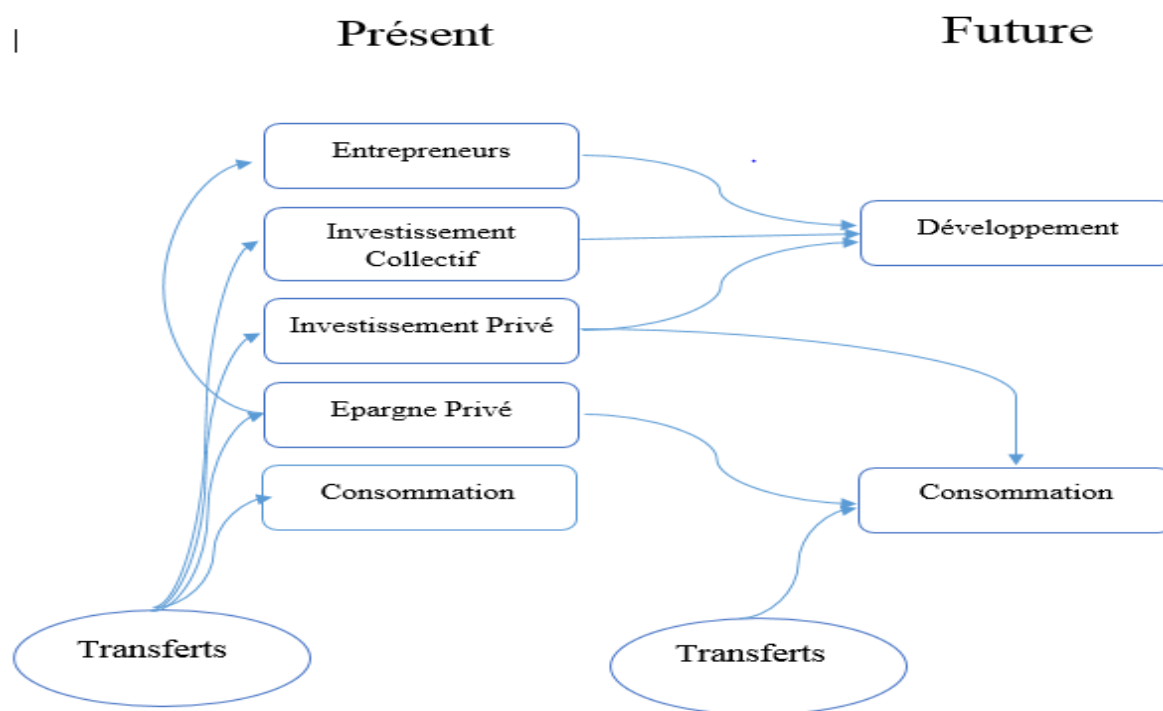 Présent
Future
Entrepreneurs
Investissement
Collectif
Investissement Privé
Epargne Privé
Consommation
Développement
Consommation
Transferts
Transferts